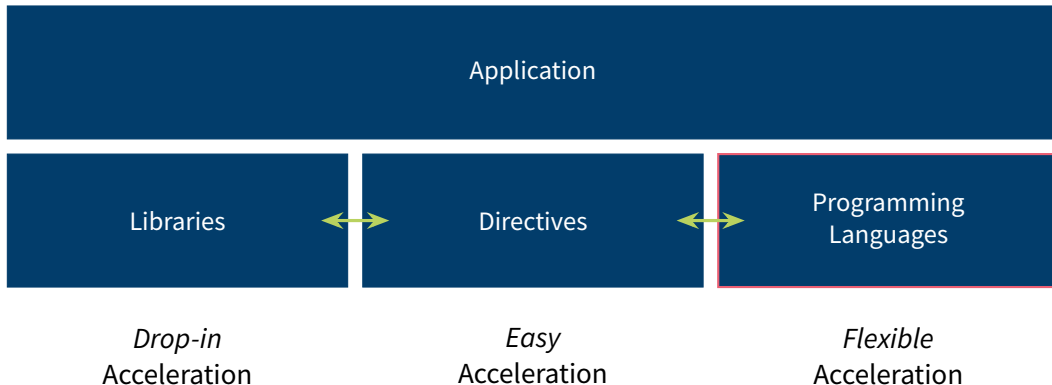 Application
Libraries
Directives
Programming
Languages
Drop-in
Acceleration
Easy
Acceleration
Flexible
Acceleration